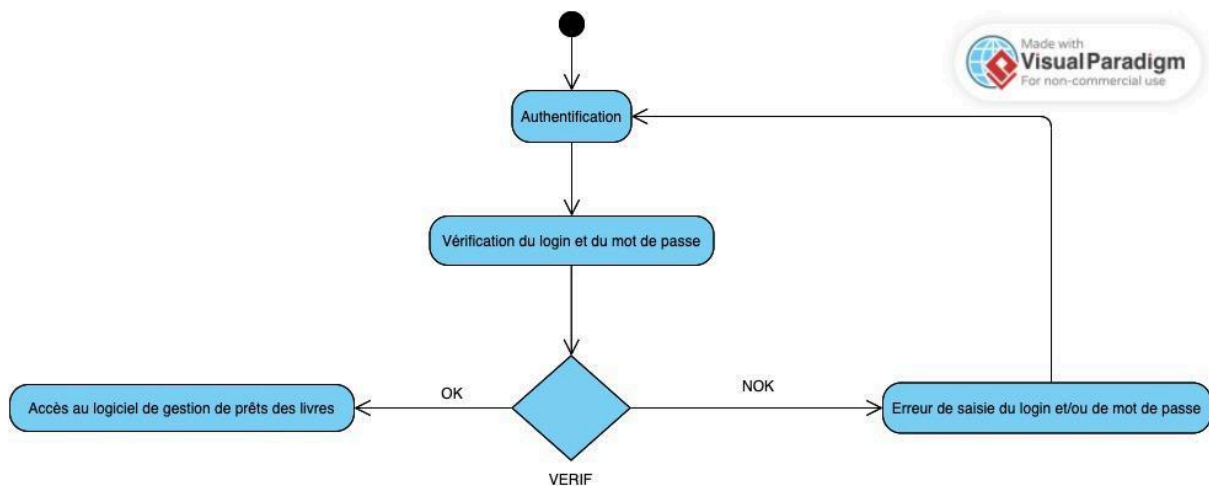 Made with
Visual Paradigm
For non-commercial use
Authentification
Vérification du login et du mot de passe
OK
NOK
Accès au logiciel de gestion de prêts des livres
Erreur de saisie du login et/ou de mot de passe
VERIF